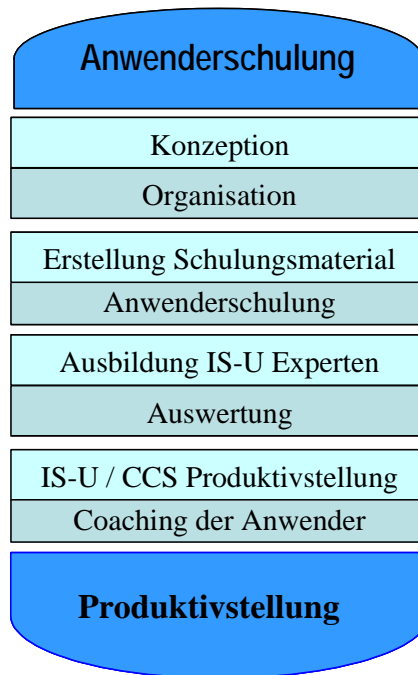 Anwenderschulung
Konzeption
Organisation
Erstellung Schulungsmaterial
Anwenderschulung
Ausbildung IS-U Experten
Auswertung
IS-U / CCS Produktivstellung
Coaching der Anwender
Produktivstellung